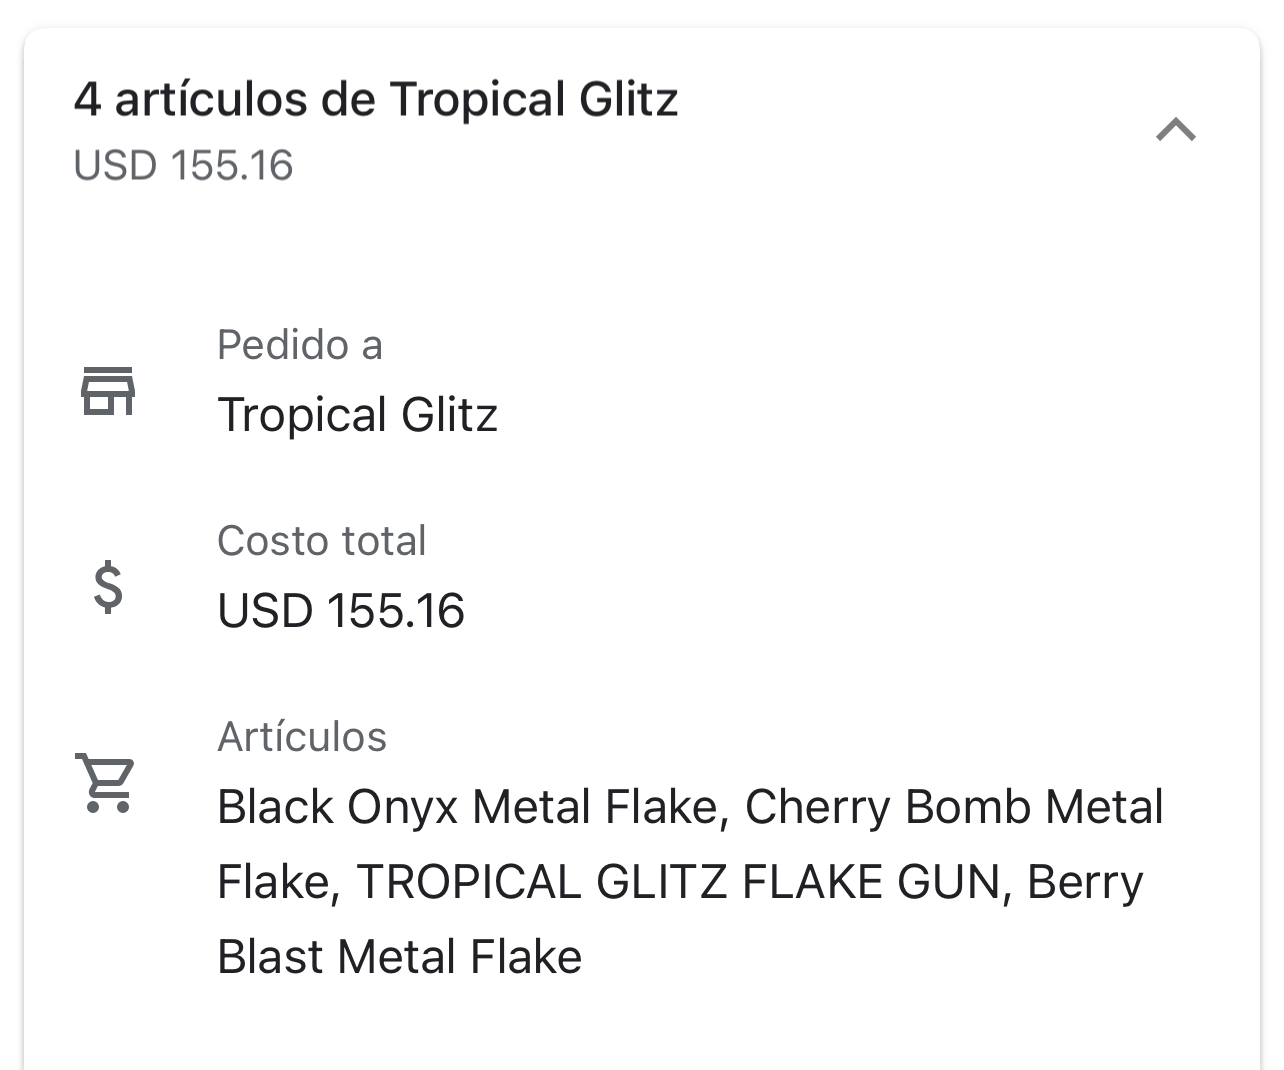 4 artículos de Tropical Glitz
USD 155.16
Pedido a
Tropical Glitz
Costo total
USD 155.16
Artículos
Black Onyx Metal Flake, Cherry Bomb Metal
Flake, TROPICAL GLITZ FLAKE GUN, Berry
Blast Metal Flake